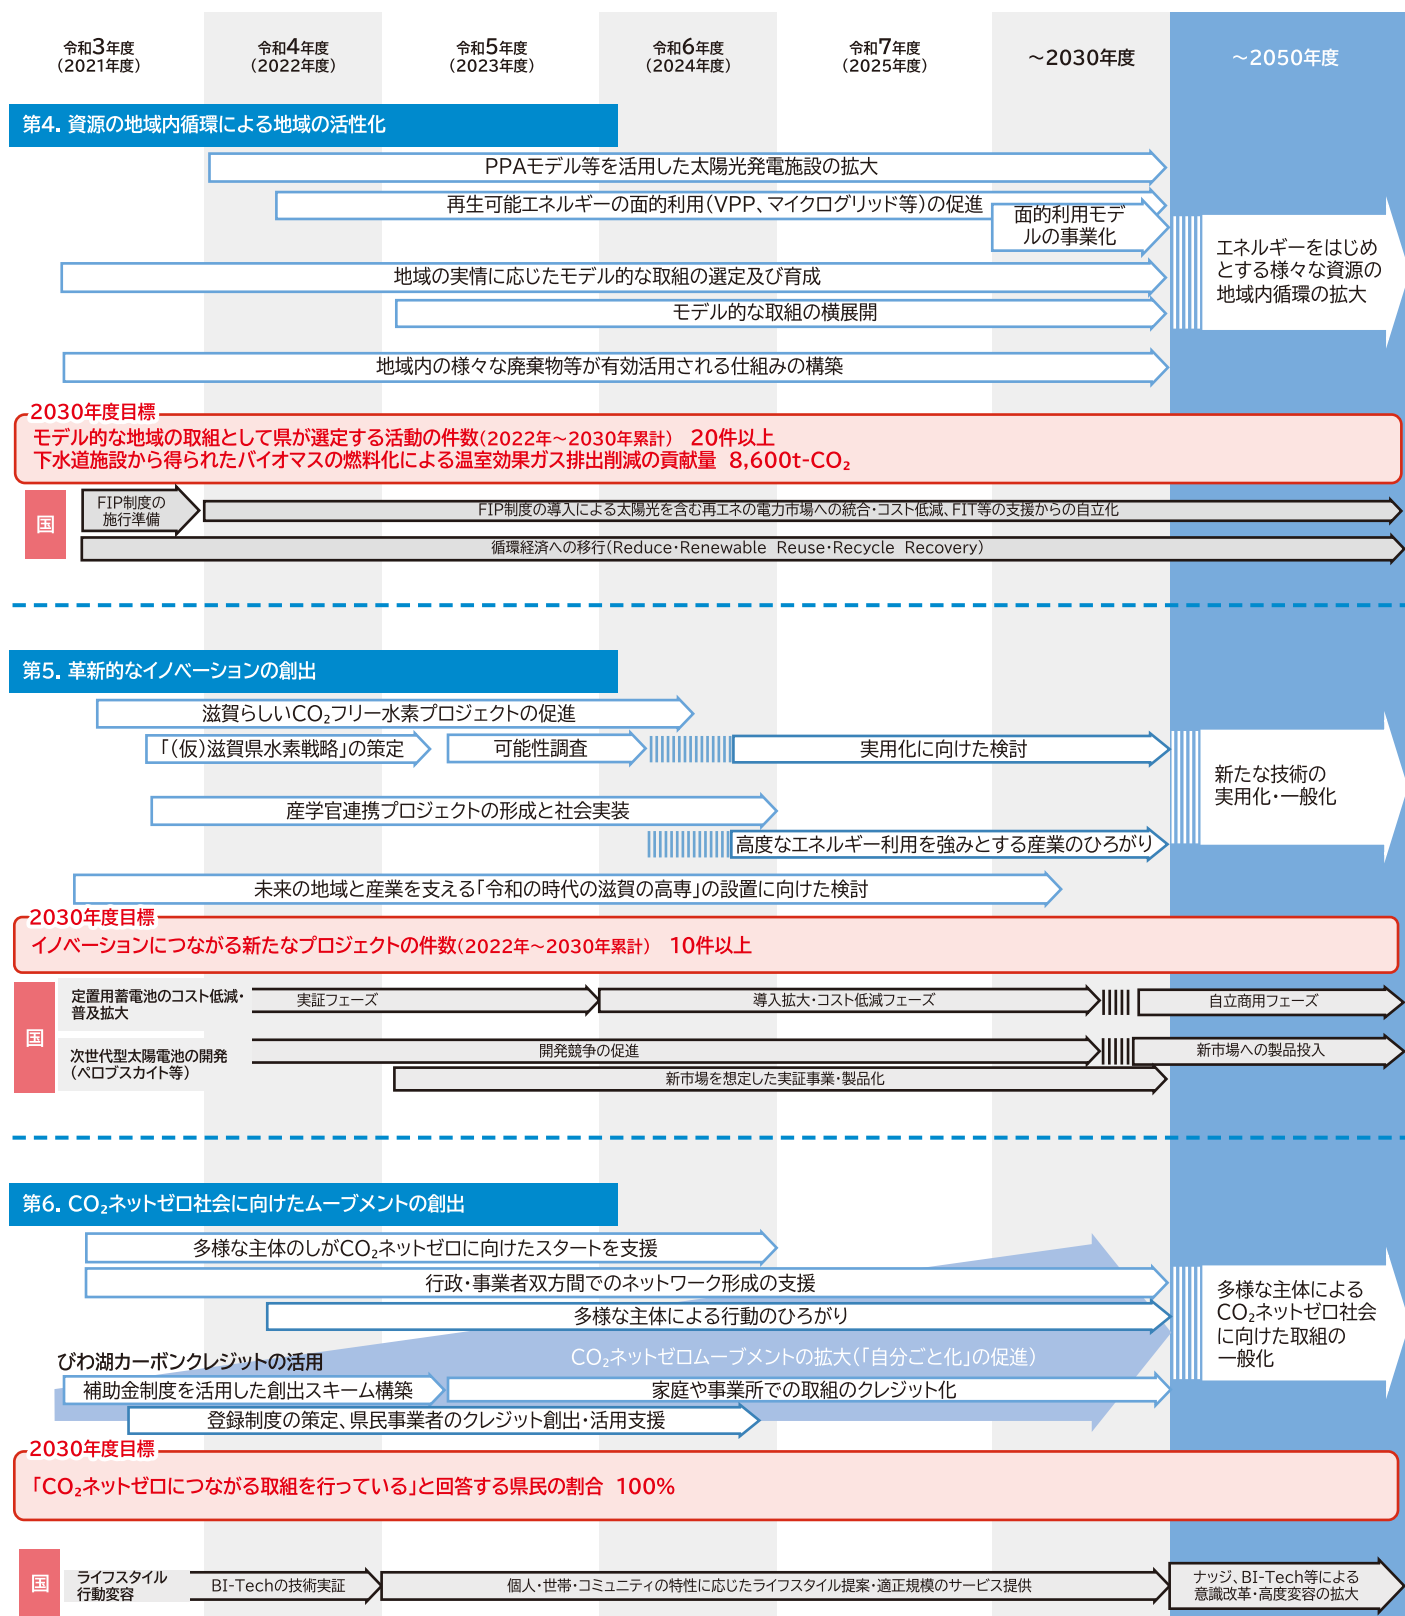 令和3年度
（2021年度）
令和4年度
（2022年度）
令和5年度
（2023年度）
令和6年度
（2024年度）
令和7年度
（2025年度）
～2030年度
～2050年度
第4. 資源の地域内循環による地域の活性化
PPAモデル等を活用した太陽光発電施設の拡大
再生可能エネルギーの面的利用（VPP、マイクログリッド等）の促進
面的利用モデ
ルの事業化
地域の実情に応じたモデル的な取組の選定及び育成
モデル的な取組の横展開
地域内の様々な廃棄物等が有効活用される仕組みの構築
エネルギーをはじめ
とする様々な資源の
地域内循環の拡大
2030年度目標
モデル的な地域の取組として県が選定する活動の件数（2022年～2030年累計） 20件以上
下水道施設から得られたバイオマスの燃料化による温室効果ガス排出削減の貢献量 8,600t-CO₂
国
FIP制度の
施行準備
FIP制度の導入による太陽光を含む再エネの電力市場への統合・コスト低減、FIT等の支援からの自立化
循環経済への移行（Reduce・Renewable Reuse・Recycle Recovery）
第5. 革新的なイノベーションの創出
滋賀らしいCO₂フリー水素プロジェクトの促進
「（仮）滋賀県水素戦略」の策定
可能性調査
実用化に向けた検討
産学官連携プロジェクトの形成と社会実装
高度なエネルギー利用を強みとする産業のひろがり
未来の地域と産業を支える「令和の時代の滋賀の高専」の設置に向けた検討
新たな技術の
実用化・一般化
2030年度目標
イノベーションにつながる新たなプロジェクトの件数（2022年～2030年累計） 10件以上
国
定置用蓄電池のコスト低減・
普及拡大
実証フェーズ
導入拡大・コスト低減フェーズ
自立商用フェーズ
次世代型太陽電池の開発
（ペロブスカイト等）
開発競争の促進
新市場への製品投入
新市場を想定した実証事業・製品化
第6. CO₂ネットゼロ社会に向けたムーブメントの創出
多様な主体のしがCO₂ネットゼロに向けたスタートを支援
行政・事業者双方間でのネットワーク形成の支援
多様な主体による行動のひろがり
CO₂ネットゼロムーブメントの拡大（「自分ごと化」の促進）
びわ湖カーボンクレジットの活用
補助金制度を活用した創出スキーム構築
家庭や事業所での取組のクレジット化
登録制度の策定、県民事業者のクレジット創出・活用支援
多様な主体による
CO₂ネットゼロ社会
に向けた取組の
一般化
2030年度目標
「CO₂ネットゼロにつながる取組を行っている」と回答する県民の割合 100%
国
ライフスタイル
行動変容
BI-Techの技術実証
個人・世帯・コミュニティの特性に応じたライフスタイル提案・適正規模のサービス提供
ナッジ、BI-Tech等による
意識改革・高度変容の拡大